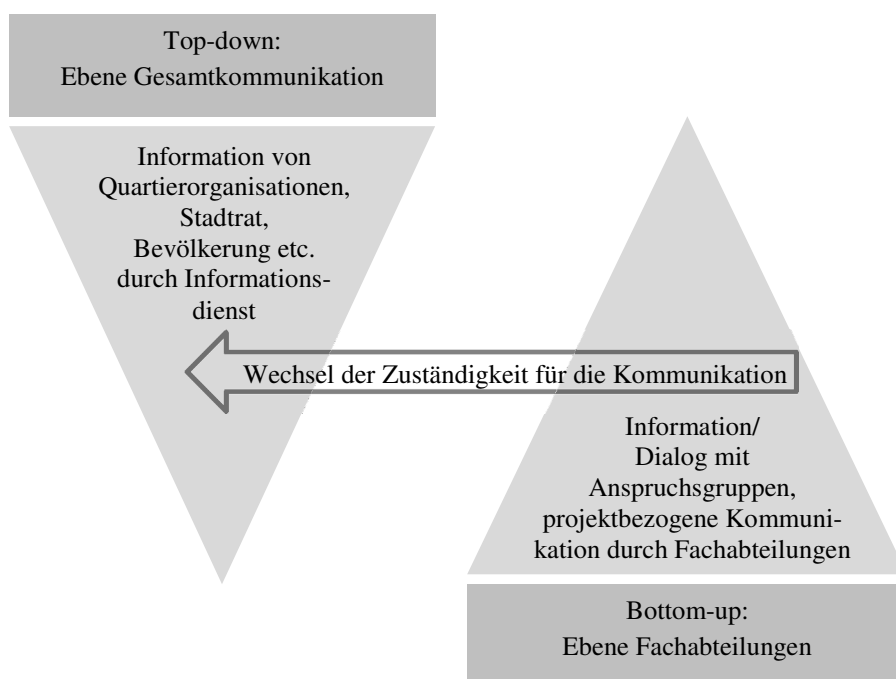 Top-down:
Ebene Gesamtkommunikation
Information von
Quartierorganisationen,
Stadtrat,
Bevölkerung etc.
durch Informations-
dienst
Wechsel der Zuständigkeit für die Kommunikation
Information/
Dialog mit
Anspruchsgruppen,
projektbezogene Kommuni-
kation durch Fachabteilungen
Bottom-up:
Ebene Fachabteilungen